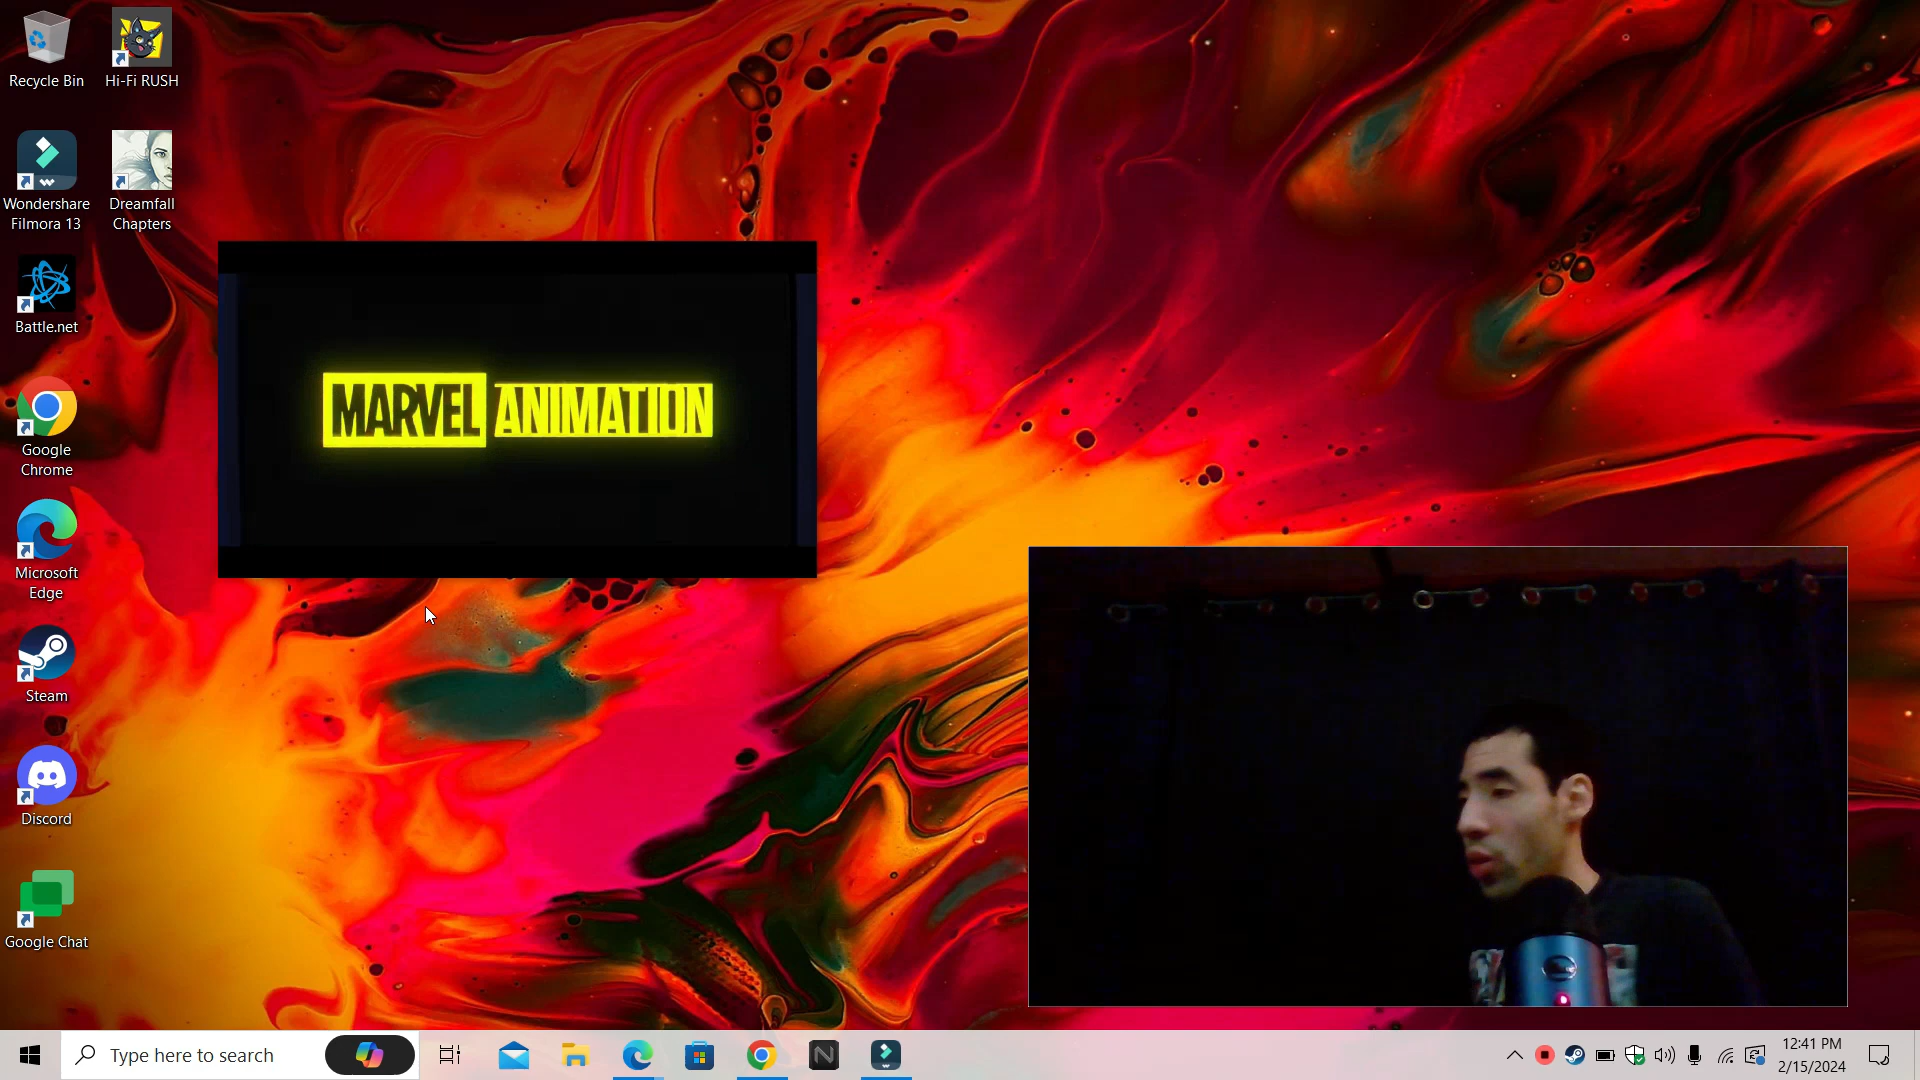 Recycle Bin
Hi-Fi RUSH
Wondershare
Filmora 13
Dreamfall
Chapters
Battle.net
MARVEL ANIMATION
Google
Chrome
Microsoft
Edge
Steam
Discord
Google Chat
Type here to search
12:41 PM
2/15/2024